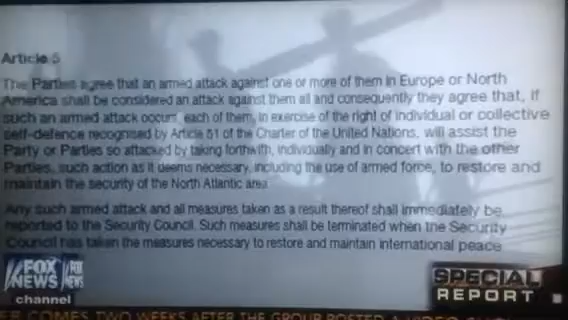 Article 5
The Parties agree that an armed attack against one or more of them in Europe or North
America shall be considered an attack against them all and consequently they agree that, if
such an armed attack occurs, each of them, in exercise of the right of individual or collective
self-defence recognised by Article 51 of the Charter of the United Nations, will assist the
Party or Parties so attacked by taking forthwith, individually and in concert with the other
Parties, such action as it deems necessary, including the use of armed force, to restore and
maintain the security of the North Atlantic area.
Any such armed attack and all measures taken as a result thereof shall immediately be
reported to the Security Council. Such measures shall be terminated when the Security
Council has taken the measures necessary to restore and maintain international peace
FOX
NEWS
channel
FOX
NEWS
SPECIAL
REPORT
COMES TWO WEEKS AFTER THE GROUP POSTED A VIDEO